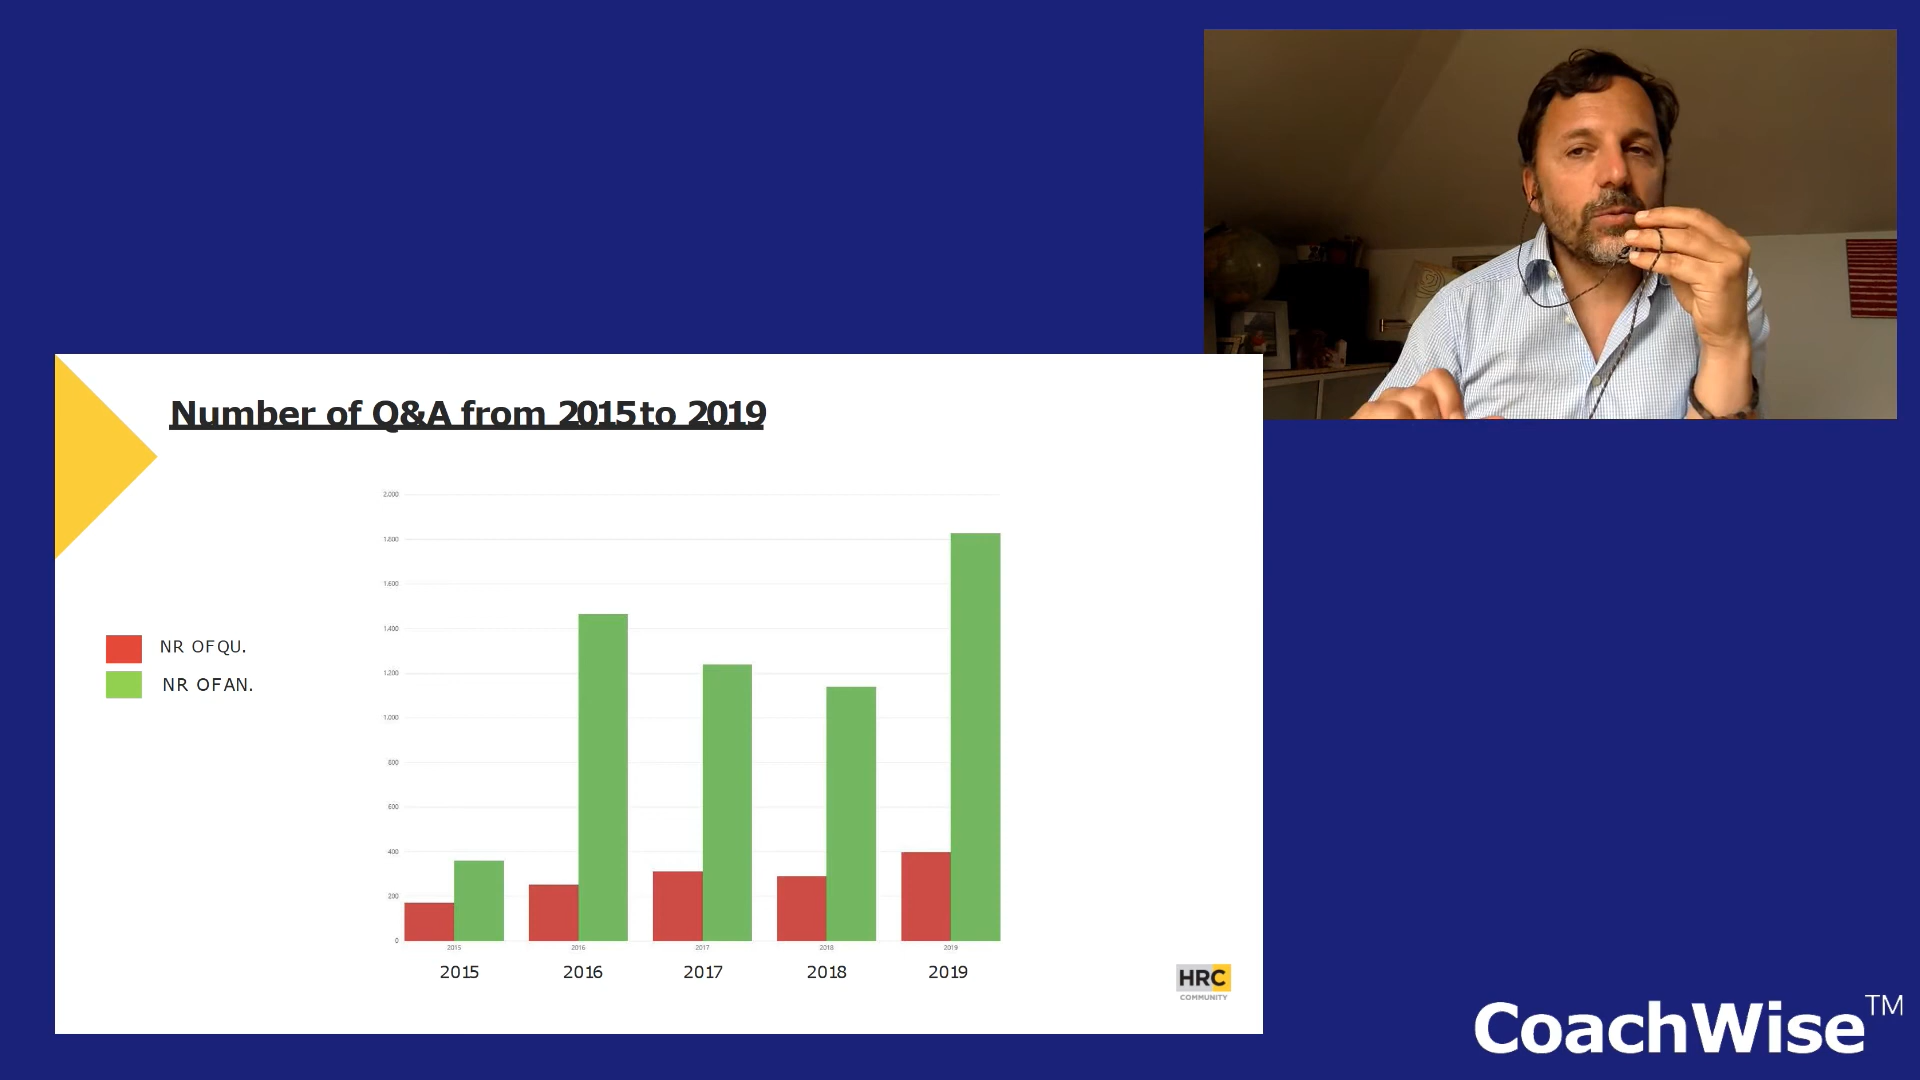 Number of Q&A from 2015 to 2019
2.000
1.800
1.600
1.400
1.200
1.000
800
600
400
200
0
NR OF QU.
NR OF AN.
2015 2016 2017 2018 2019
2015 2016 2017 2018 2019
HRC
COMMUNITY
CoachWise™